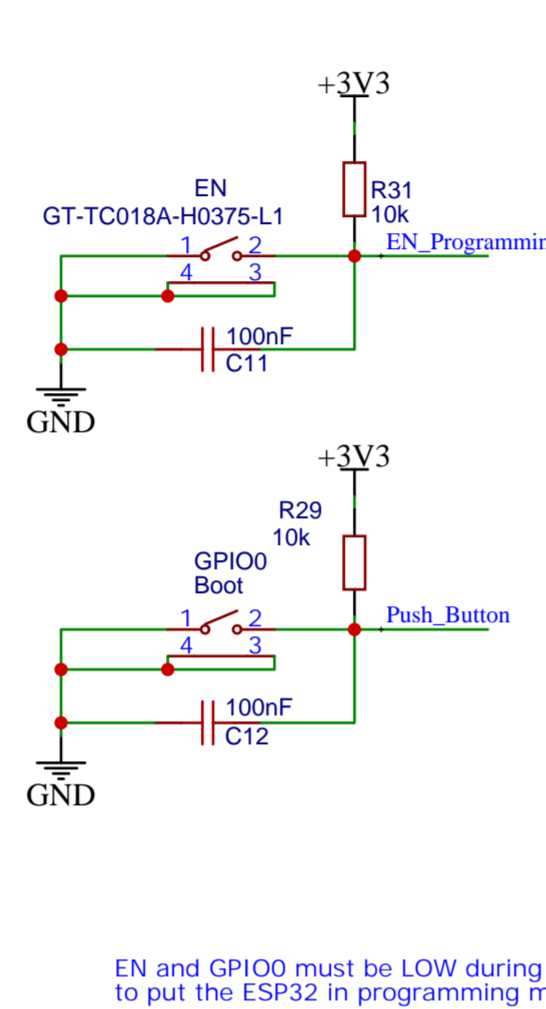 +3V3
EN
GT-TC018A-H0375-L1
R31
10k
1 2
EN_Programmin
4 3
100nF
C11
GND
+3V3
R29
10k
GPIO0
Boot
1 2
Push_Button
4 3
100nF
C12
GND
EN and GPIO0 must be LOW during
to put the ESP32 in programming m